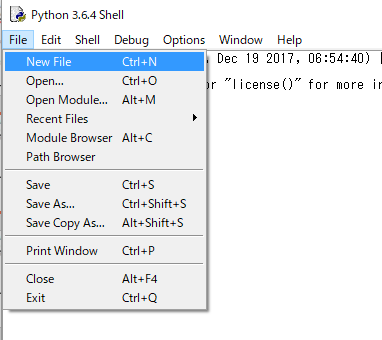 Python 3.6.4 Shell
File Edit Shell Debug Options Window Help
Dec 19 2017, 06:54:40) [
or "license()" for more in
New File Ctrl+N
Open... Ctrl+O
Open Module... Alt+M
Recent Files
Module Browser Alt+C
Path Browser
Save Ctrl+S
Save As... Ctrl+Shift+S
Save Copy As... Alt+Shift+S
Print Window Ctrl+P
Close Alt+F4
Exit Ctrl+Q